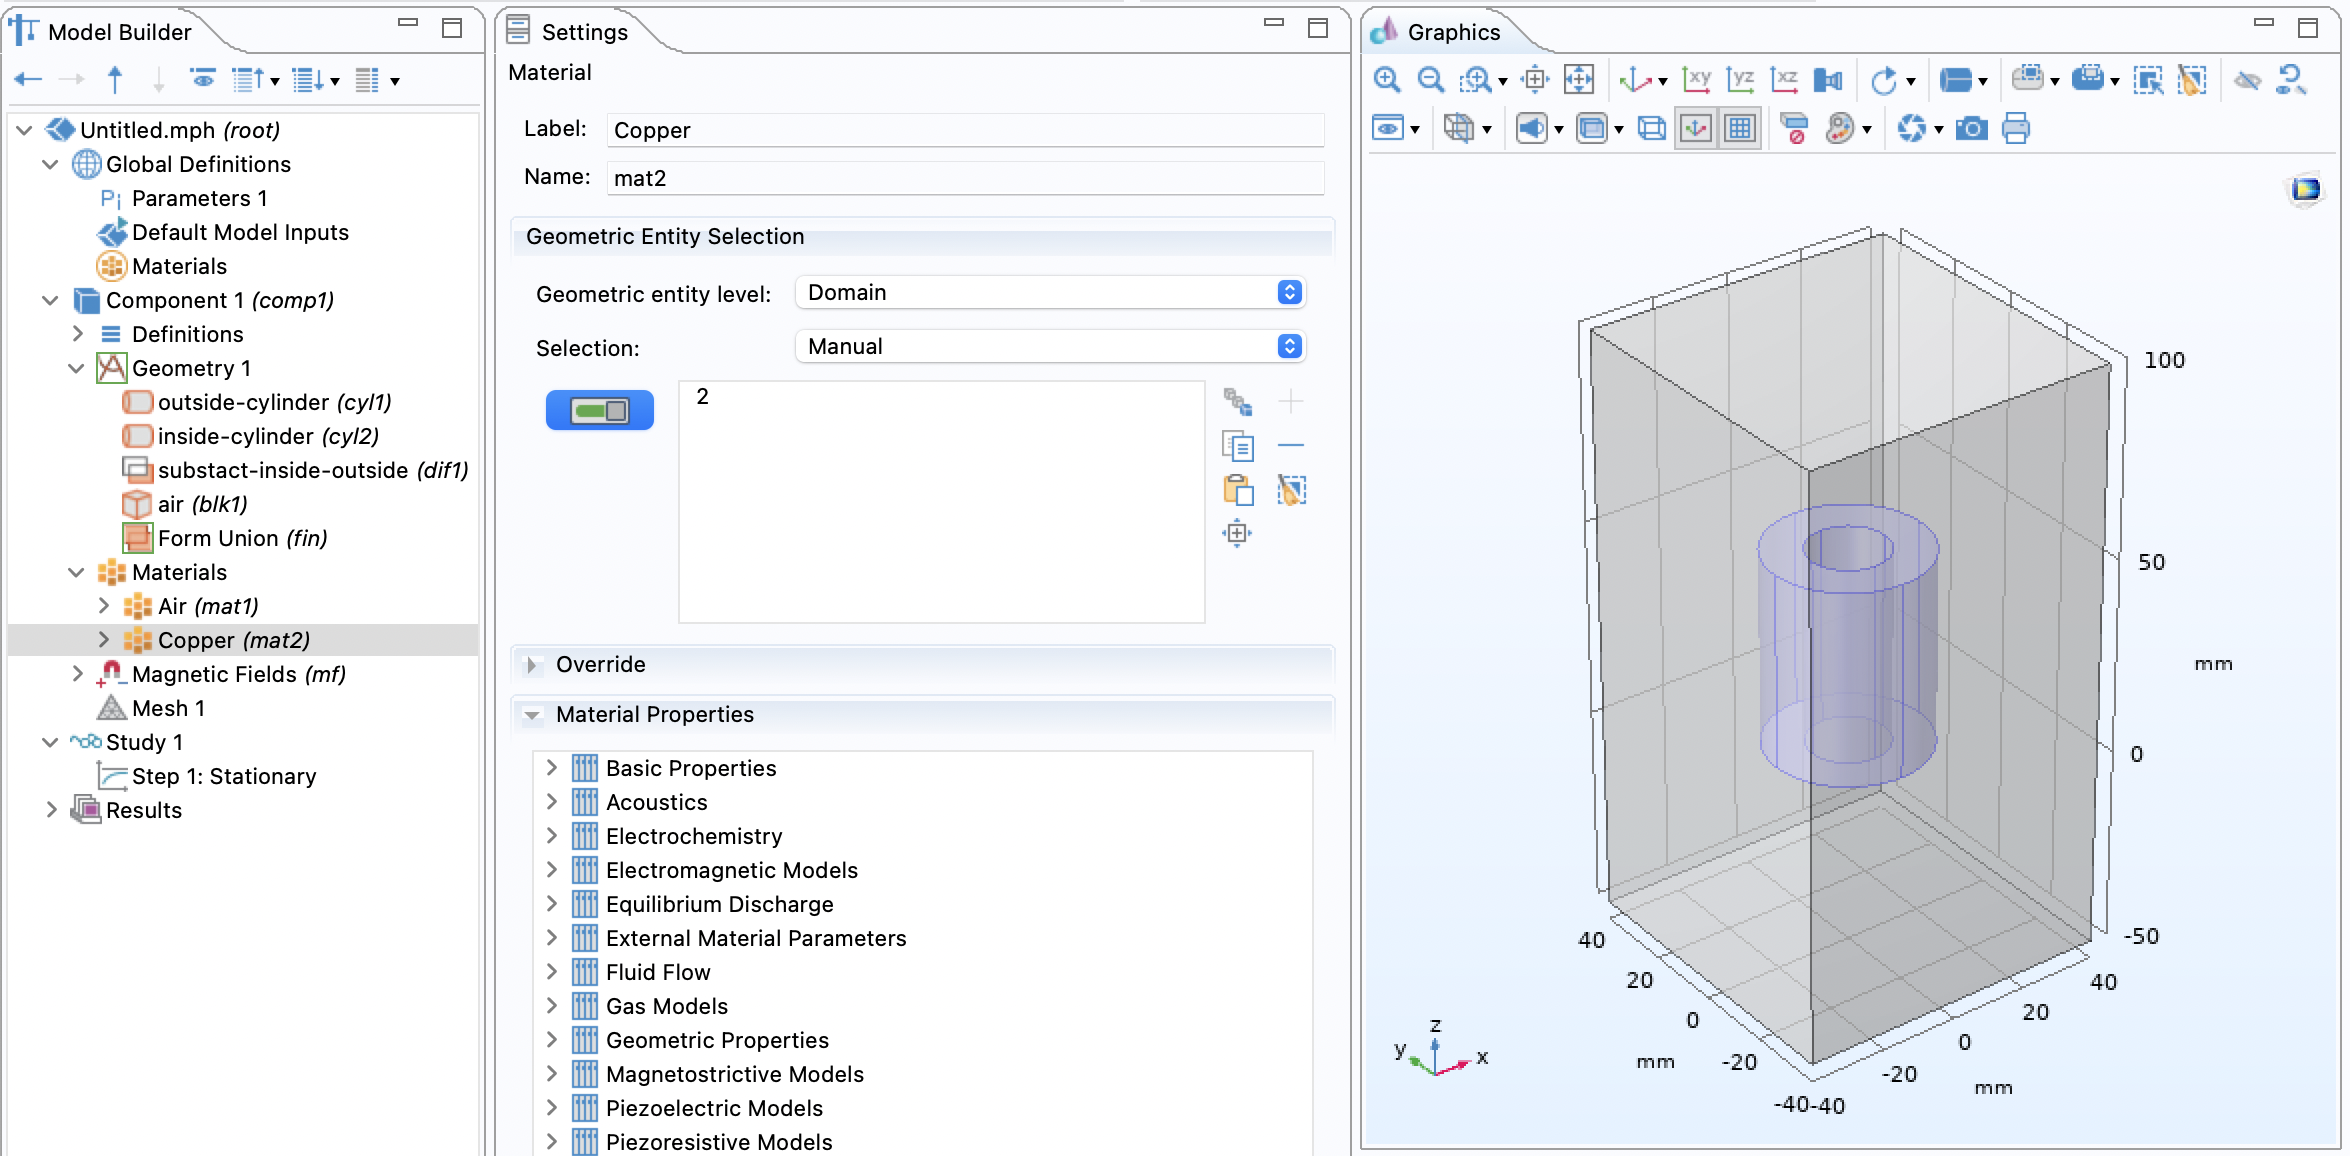 Model Builder
Untitled.mph (root)
Global Definitions
Pi Parameters 1
Default Model Inputs
Materials
Component 1 (comp1)
Definitions
Geometry 1
outside-cylinder (cyl1)
inside-cylinder (cyl2)
substact-inside-outside (dif1)
air (blk1)
Form Union (fin)
Materials
Air (mat1)
Copper (mat2)
Magnetic Fields (mf)
Mesh 1
Study 1
Step 1: Stationary
Results
Settings
Material
Label: Copper
Name: mat2
Geometric Entity Selection
Geometric entity level: Domain
Selection: Manual
2
Override
Material Properties
Basic Properties
Acoustics
Electrochemistry
Electromagnetic Models
Equilibrium Discharge
External Material Parameters
Fluid Flow
Gas Models
Geometric Properties
Magnetostrictive Models
Piezoelectric Models
Piezoresistive Models
Graphics
xy yz xz
100
50
mm
0
-50
40
20
0
-20
-40
mm
40
20
0
-20
-40
mm
z
y
x